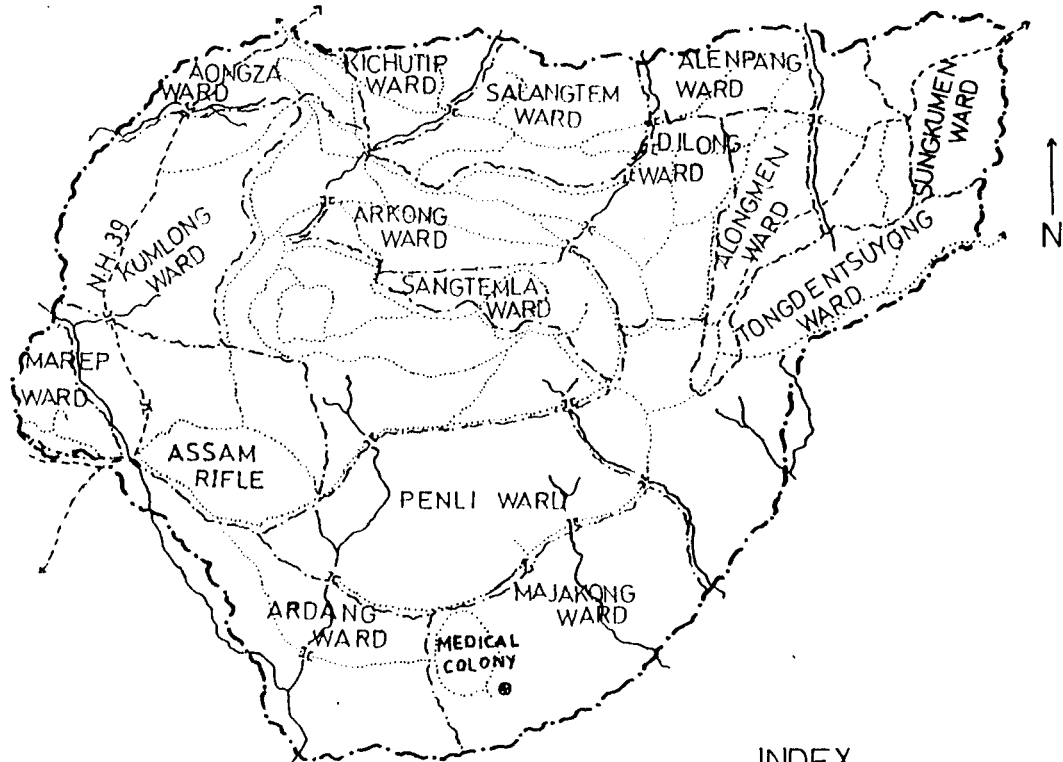 AONGZA
WARD
KICHUTIP
WARD
SALANGTEM
WARD
ALENPANG
WARD
SUNGKUMEN
WARD
DILONG
WARD
ALONGMEN
WARD
N
N.H.39
KUMLONG
WARD
ARKONG
WARD
SANGTEMLA
WARD
TONGDENTSUYONG
WARD
MAREP
WARD
ASSAM
RIFLE
PENLI WARD
MAJAKONG
WARD
ARDANG
WARD
MEDICAL
COLONY
INDEX